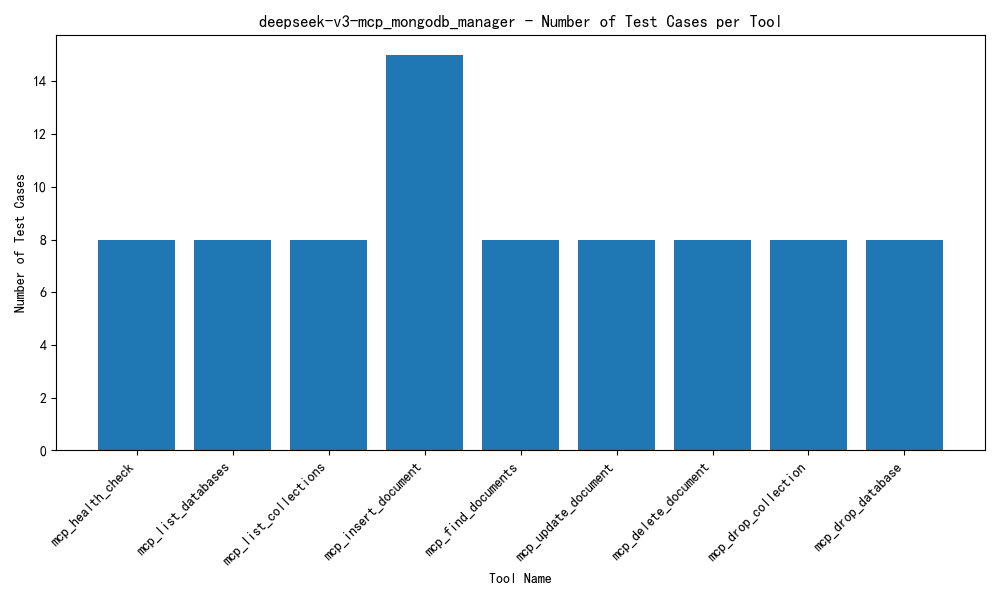 deepseek-v3-mcp_mongodb_manager - Number of Test Cases per Tool
Number of Test Cases
14
12
10
8
6
4
2
0
mcp_health_check
mcp_list_databases
mcp_list_collections
mcp_insert_document
mcp_find_documents
mcp_update_document
mcp_delete_document
mcp_drop_collection
mcp_drop_database
Tool Name